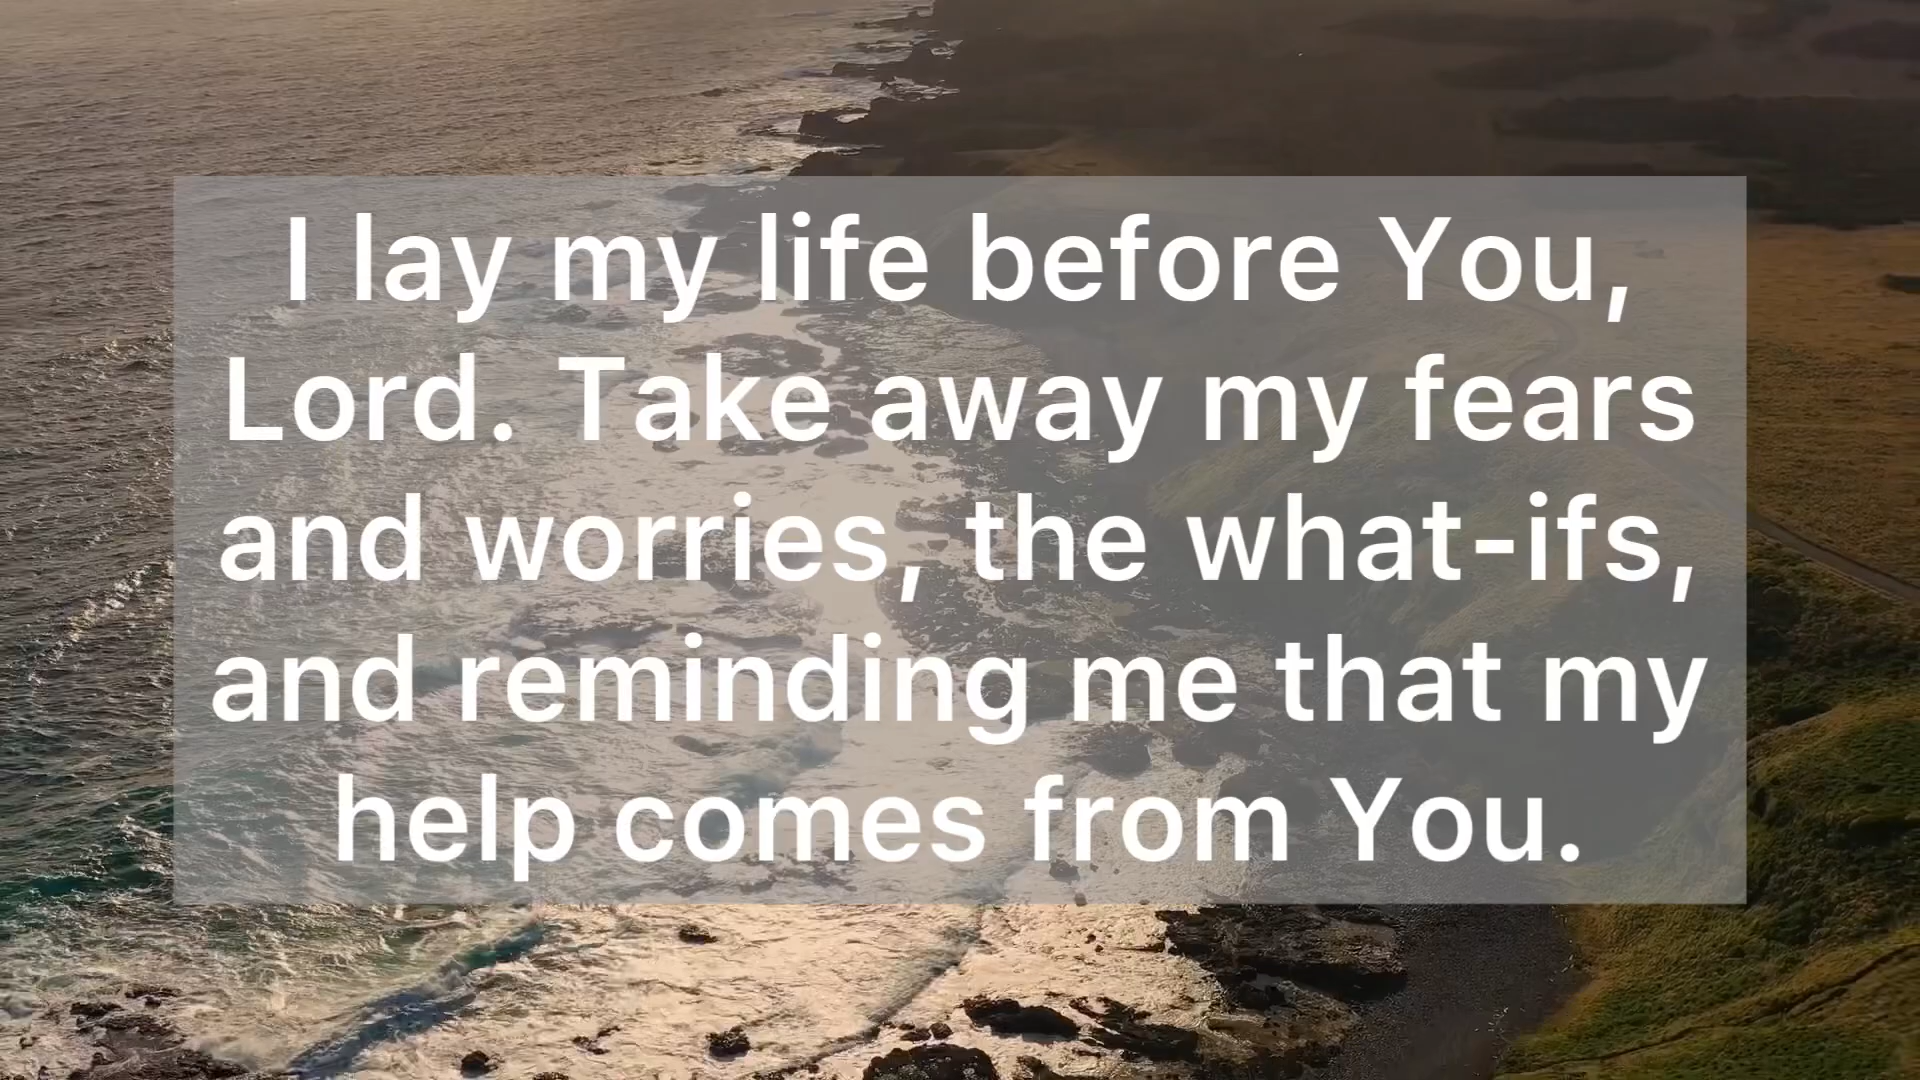 I lay my life before You,
Lord. Take away my fears
and worries, the what-ifs,
and reminding me that my
help comes from You.